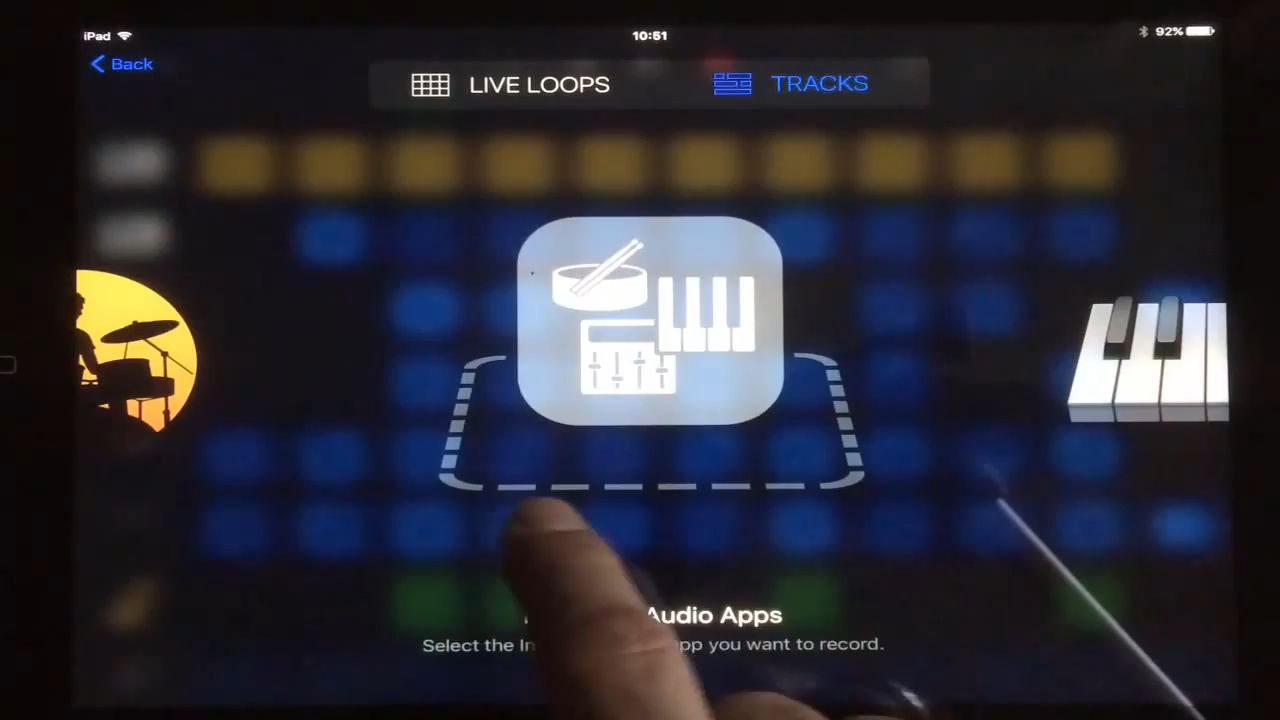 iPad 10:51 92%
Back
LIVE LOOPS TRACKS
Audio Apps
Select the In pp you want to record.